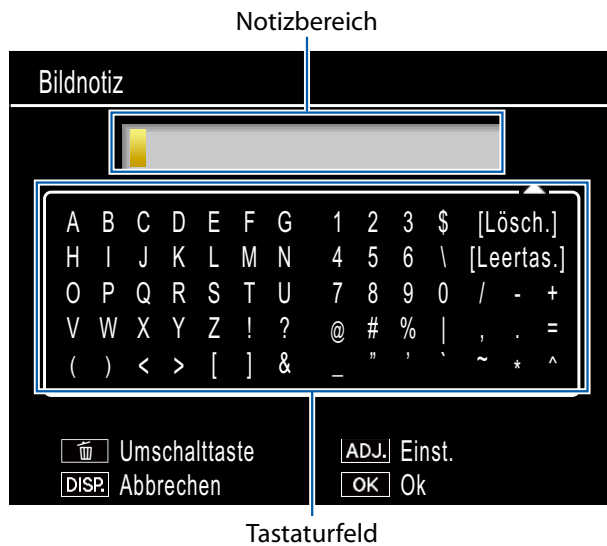 Notizbereich
Bildnotiz
A B C D E F G 1 2 3 $ [Lösch.]
H I J K L M N 4 5 6 \ [Leertas.]
O P Q R S T U 7 8 9 0 / - +
V W X Y Z ! ? @ # % | , . =
( ) < > [ ] & _ ” ’ ` ~ * ^
Umschalttaste ADJ. Einst.
DISP. Abbrechen OK Ok
Tastaturfeld